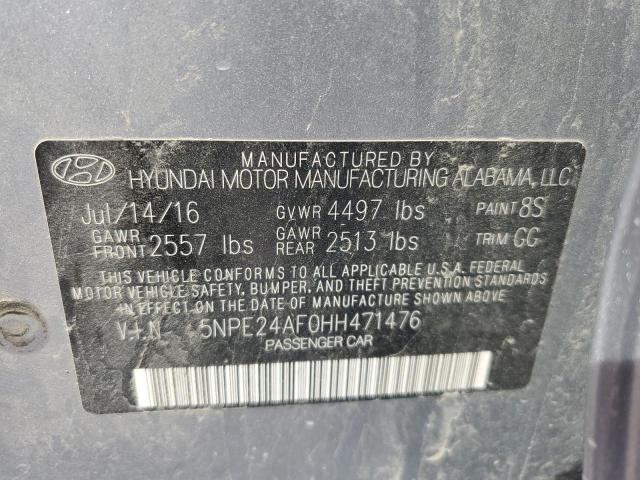 MANUFACTURED BY
HYUNDAI MOTOR MANUFACTURING ALABAMA, LLC
Jul/14/16 GVWR 4497 lbs PAINT 8S
GAWR FRONT 2557 lbs GAWR REAR 2513 lbs TRIM GG
THIS VEHICLE CONFORMS TO ALL APPLICABLE U.S.A. FEDERAL
MOTOR VEHICLE SAFETY, BUMPER, AND THEFT PREVENTION STANDARDS
IN EFFECT ON THE DATE OF MANUFACTURE SHOWN ABOVE.
V.I.N 5NPE24AF0HH471476
PASSENGER CAR